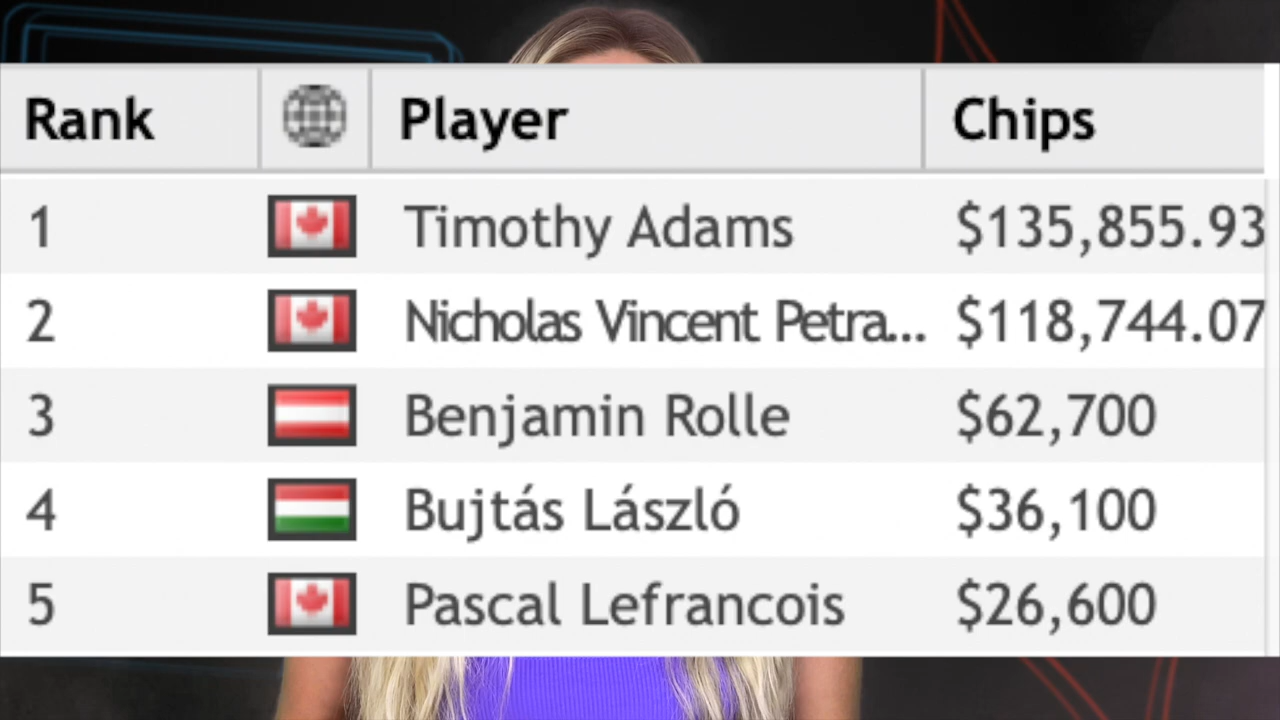 Rank Player Chips
1 Timothy Adams $135,855.93
2 Nicholas Vincent Petra... $118,744.07
3 Benjamin Rolle $62,700
4 Bujtás László $36,100
5 Pascal Lefrancois $26,600